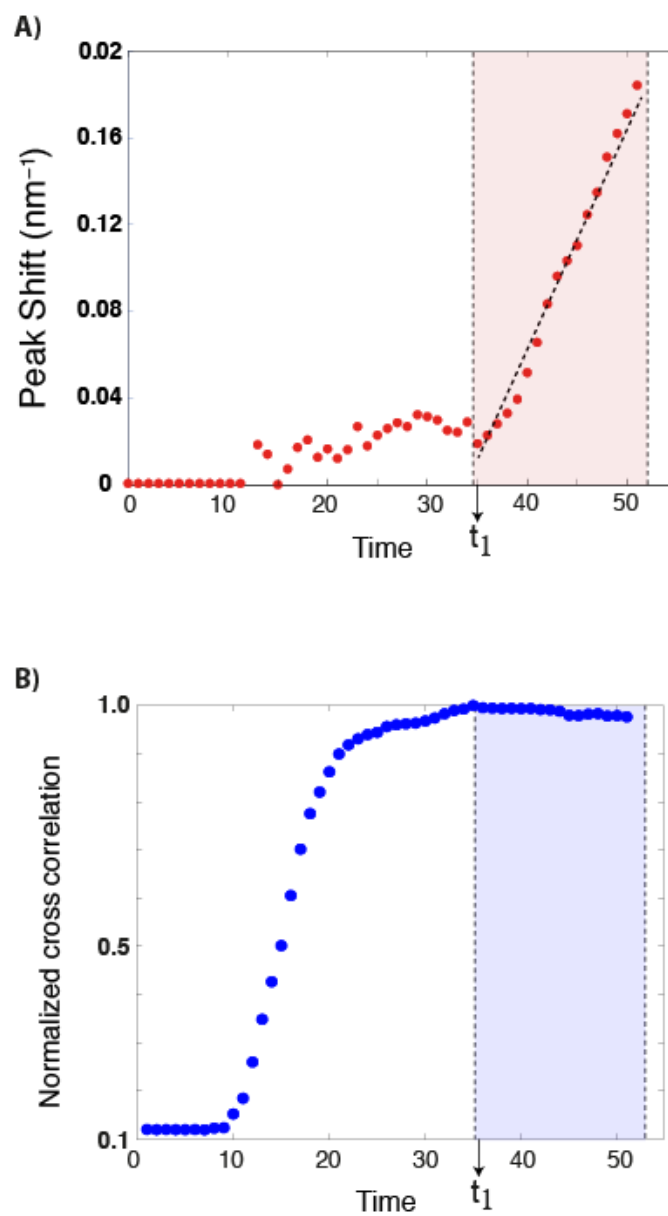 A)
0.02
0.16
0.12
0.08
0.04
0
Peak Shift (nm⁻¹)
0 10 20 30 40 50
Time
t₁
B)
1.0
0.5
0.1
Normalized cross correlation
10 20 30 40 50
Time
t₁